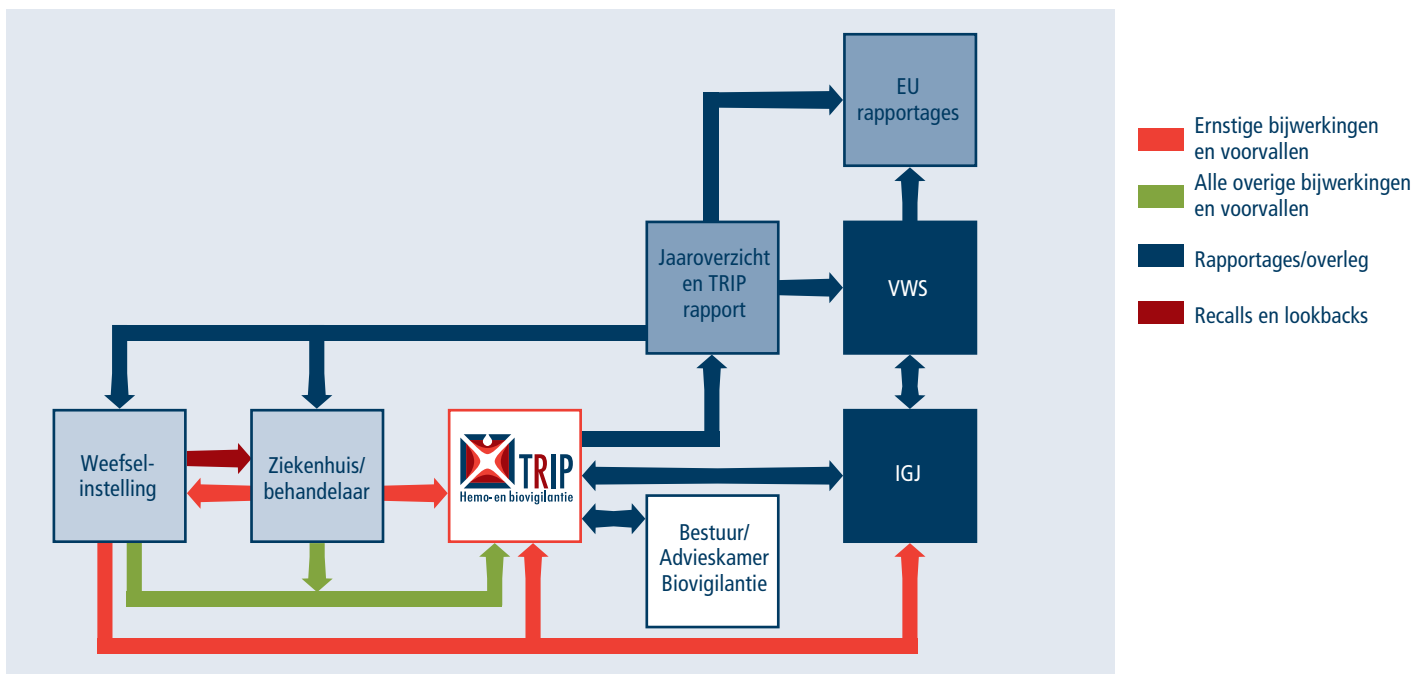 EU
rapportages
Jaaroverzicht
en TRIP
rapport
VWS
Weefsel-
instelling
Ziekenhuis/
behandelaar
TRIP
Hemo- en biovigilantie
IGJ
Bestuur/
Advieskamer
Biovigilantie
Ernstige bijwerkingen
en voorvallen
Alle overige bijwerkingen
en voorvallen
Rapportages/overleg
Recalls en lookbacks